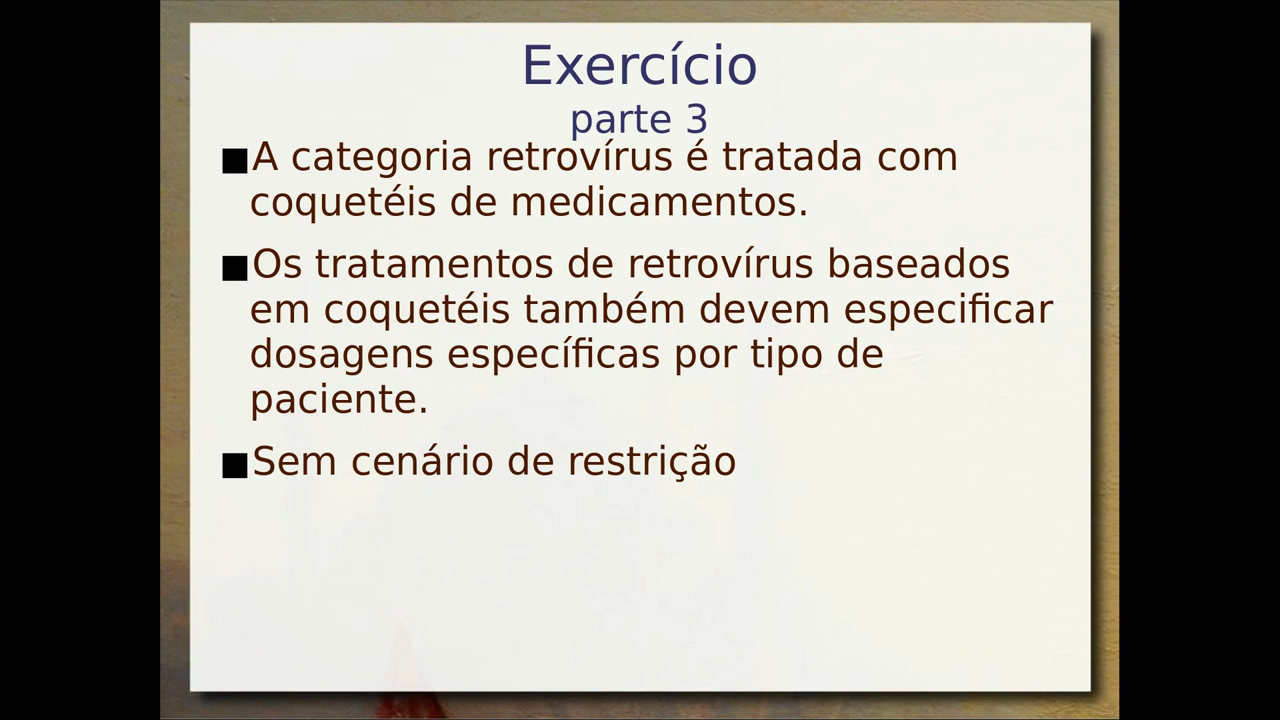 Exercício
parte 3
■A categoria retrovírus é tratada com
coquetéis de medicamentos.
■Os tratamentos de retrovírus baseados
em coquetéis também devem especificar
dosagens específicas por tipo de
paciente.
■Sem cenário de restrição